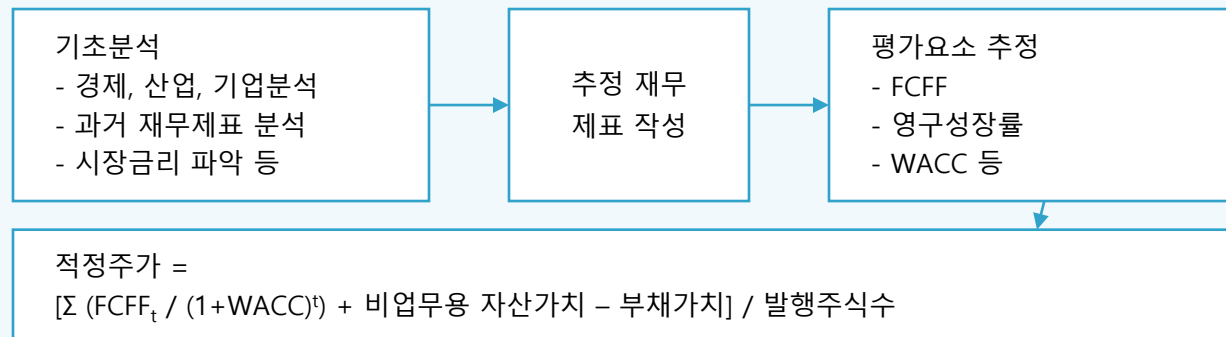 기초분석
- 경제, 산업, 기업분석
- 과거 재무제표 분석
- 시장금리 파악 등
추정 재무
제표 작성
평가요소 추정
- FCFF
- 영구성장률
- WACC 등
적정주가 =
[Σ (FCFFₜ / (1+WACC)ᵗ) + 비업무용 자산가치 – 부채가치] / 발행주식수